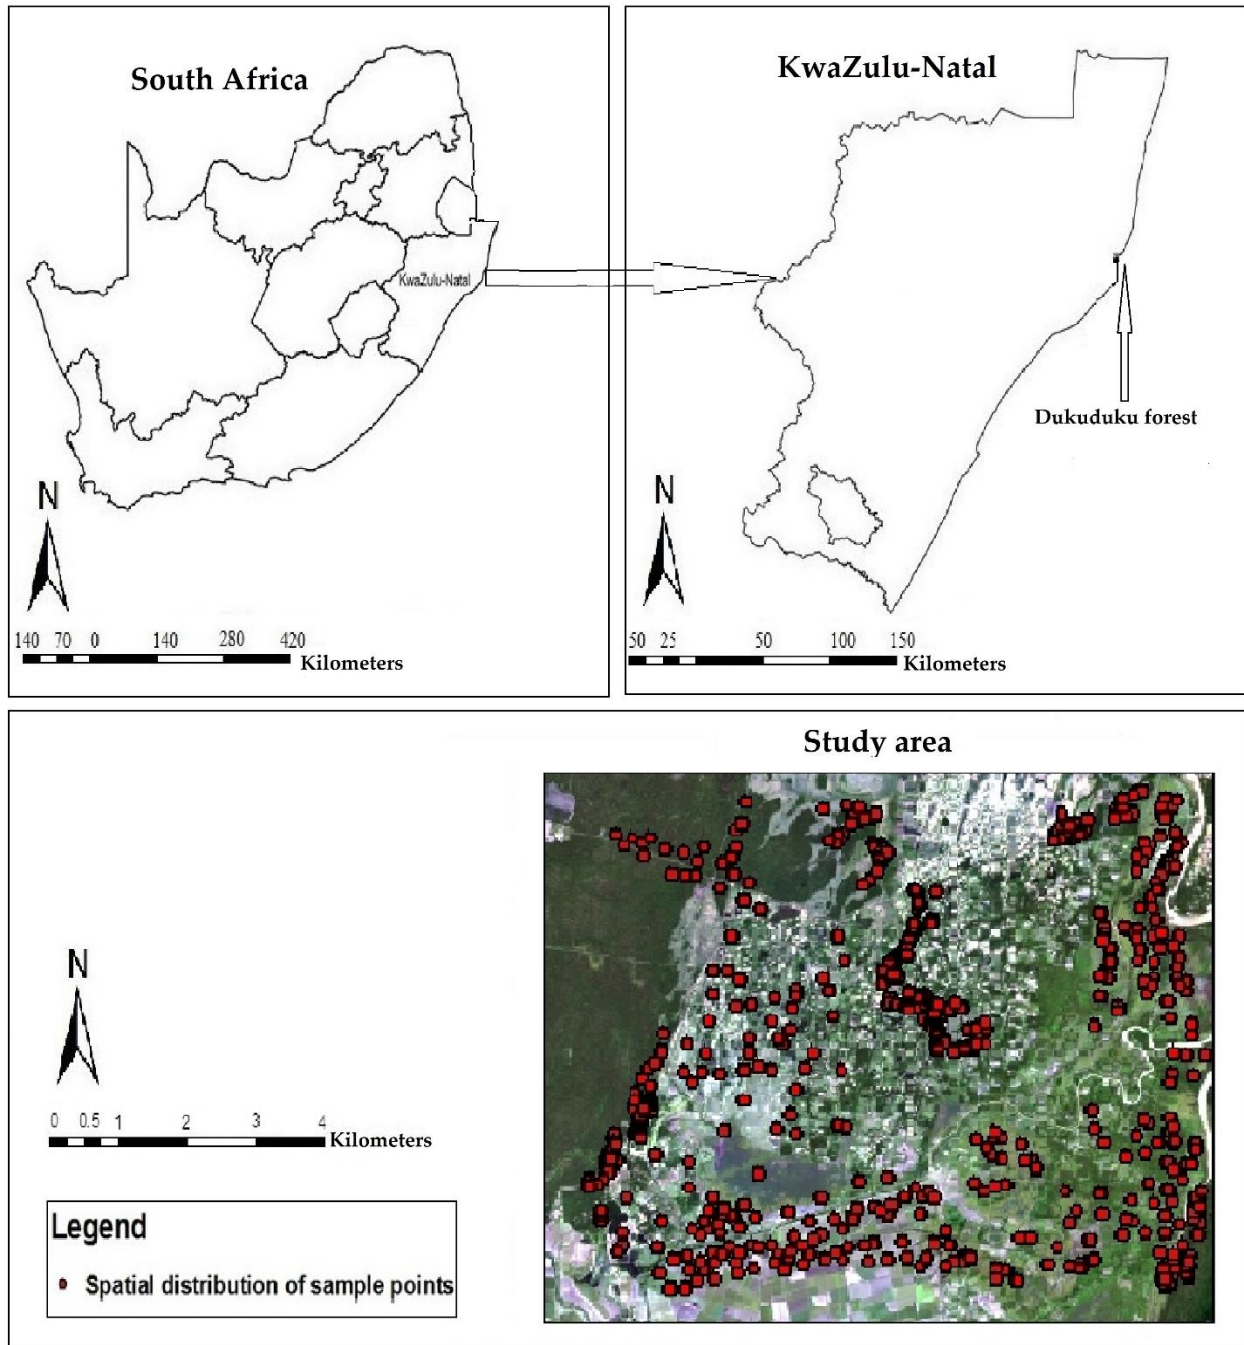 South Africa
KwaZulu-Natal
N
140 70 0 140 280 420
Kilometers
KwaZulu-Natal
Dukuduku forest
N
50 25 50 100 150
Kilometers
Study area
N
0 0.5 1 2 3 4
Kilometers
Legend
Spatial distribution of sample points